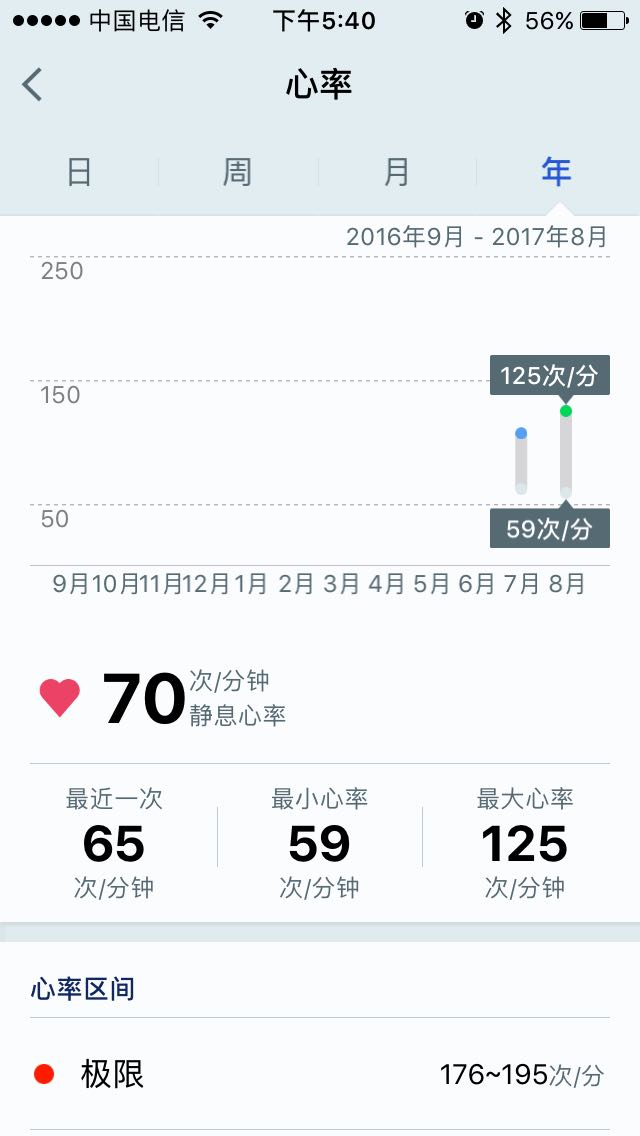 中国电信 下午5:40 56%
心率
日 周 月 年
2016年9月 - 2017年8月
250
125次/分
150
50
59次/分
9月 10月 11月 12月 1月 2月 3月 4月 5月 6月 7月 8月
70 次/分钟
静息心率
最近一次 最小心率 最大心率
65 59 125
次/分钟 次/分钟 次/分钟
心率区间
极限 176~195次/分